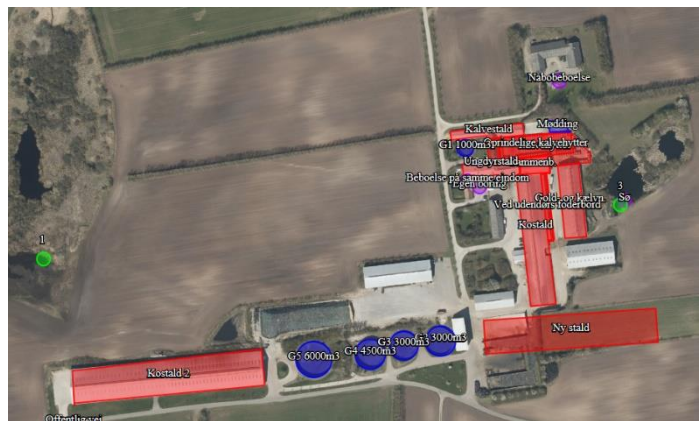 Nabobeboelse
Kalvestald
Mødding
Oprindelige kalvehytter
G1 1000m3
Ungdyrstald
Beboelse på samme ejendom
Egen boring
Gold- og kælvn
Ved udendørs foderbord
3
Sø
Kostald
1
Ny stald
3000m3
G3 3000m3
G4 4500m3
G5 6000m3
Kostald 2
Offentlig vej